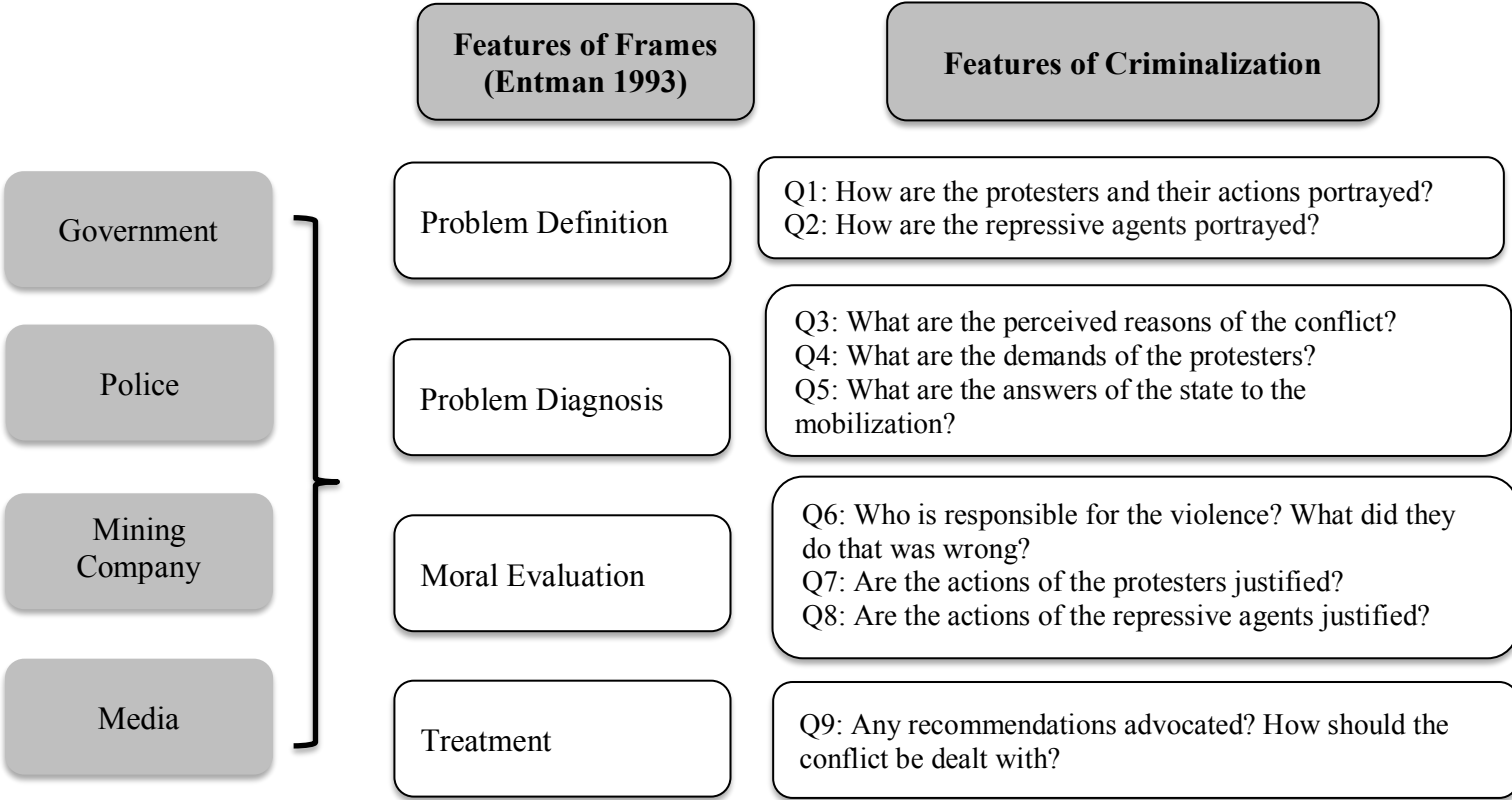 Features of Frames
(Entman 1993)
Features of Criminalization
Government
Police
Mining
Company
Media
Problem Definition
Q1: How are the protesters and their actions portrayed?
Q2: How are the repressive agents portrayed?
Problem Diagnosis
Q3: What are the perceived reasons of the conflict?
Q4: What are the demands of the protesters?
Q5: What are the answers of the state to the
mobilization?
Moral Evaluation
Q6: Who is responsible for the violence? What did they
do that was wrong?
Q7: Are the actions of the protesters justified?
Q8: Are the actions of the repressive agents justified?
Treatment
Q9: Any recommendations advocated? How should the
conflict be dealt with?